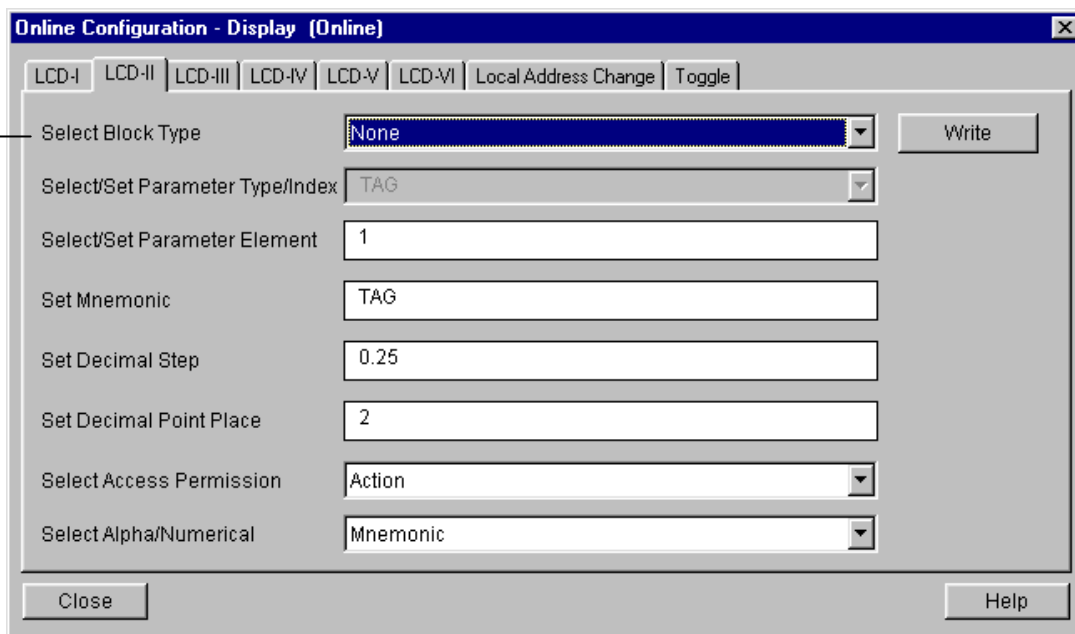 Online Configuration - Display (Online)
LCD-I LCD-II LCD-III LCD-IV LCD-V LCD-VI Local Address Change Toggle
Select Block Type None Write
Select/Set Parameter Type/Index TAG
Select/Set Parameter Element 1
Set Mnemonic TAG
Set Decimal Step 0.25
Set Decimal Point Place 2
Select Access Permission Action
Select Alpha/Numerical Mnemonic
Close Help